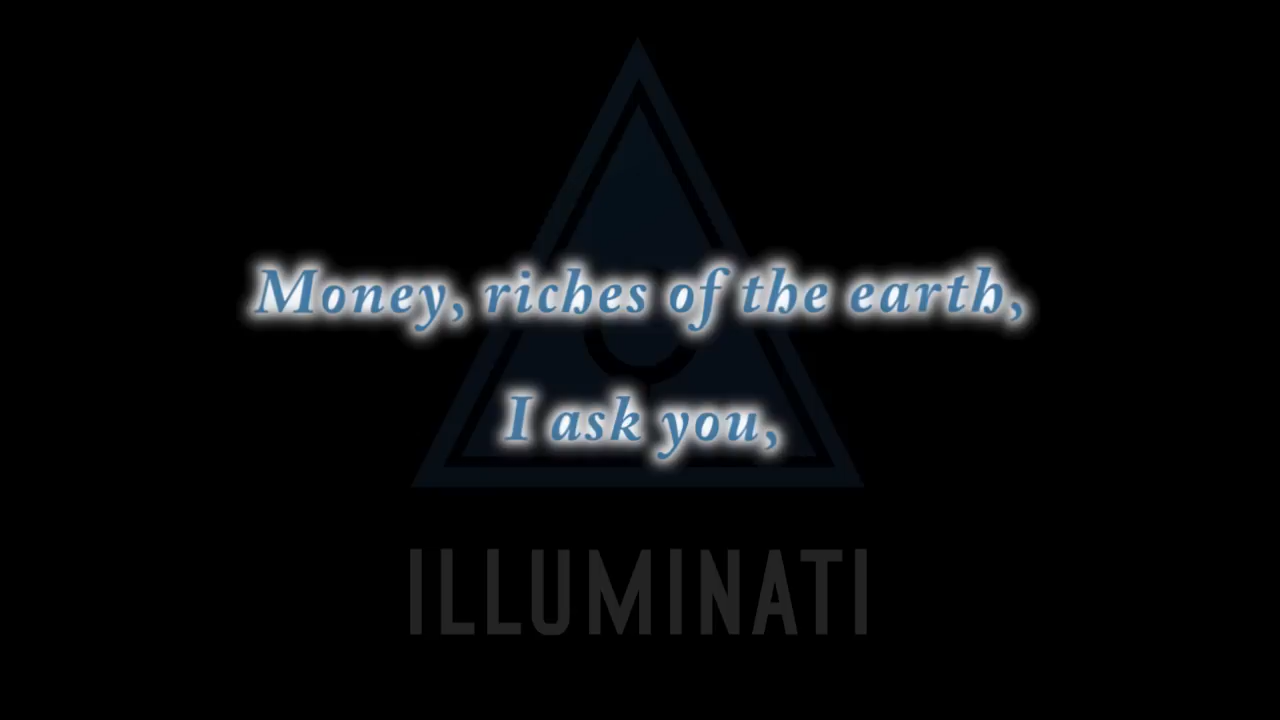 Money, riches of the earth,
I ask you,
ILLUMINATI